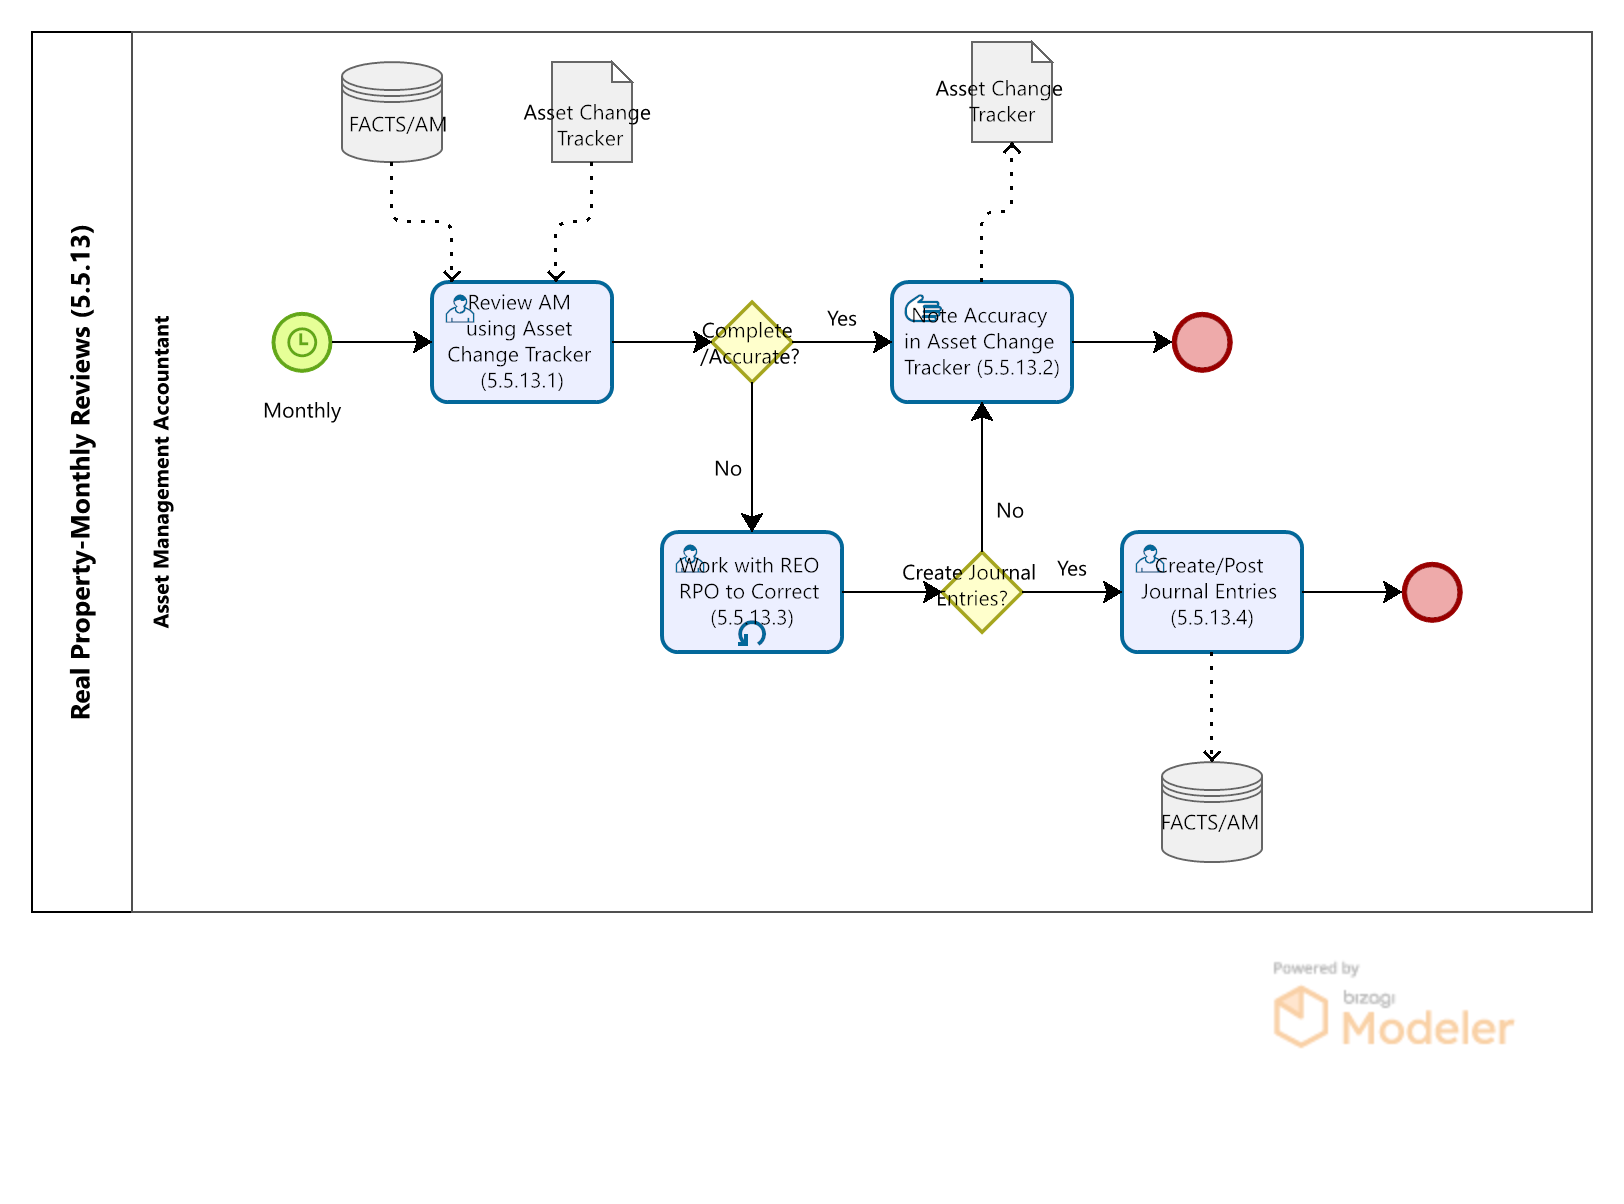 Real Property-Monthly Reviews (5.5.13)
Asset Management Accountant
FACTS/AM
Asset Change
Tracker
Asset Change
Tracker
Monthly
Review AM
using Asset
Change Tracker
(5.5.13.1)
Complete
/Accurate?
Yes
Note Accuracy
in Asset Change
Tracker (5.5.13.2)
No
Work with REO
RPO to Correct
(5.5.13.3)
Create Journal
Entries?
No
Yes
Create/Post
Journal Entries
(5.5.13.4)
FACTS/AM
Powered by
bizagi
Modeler